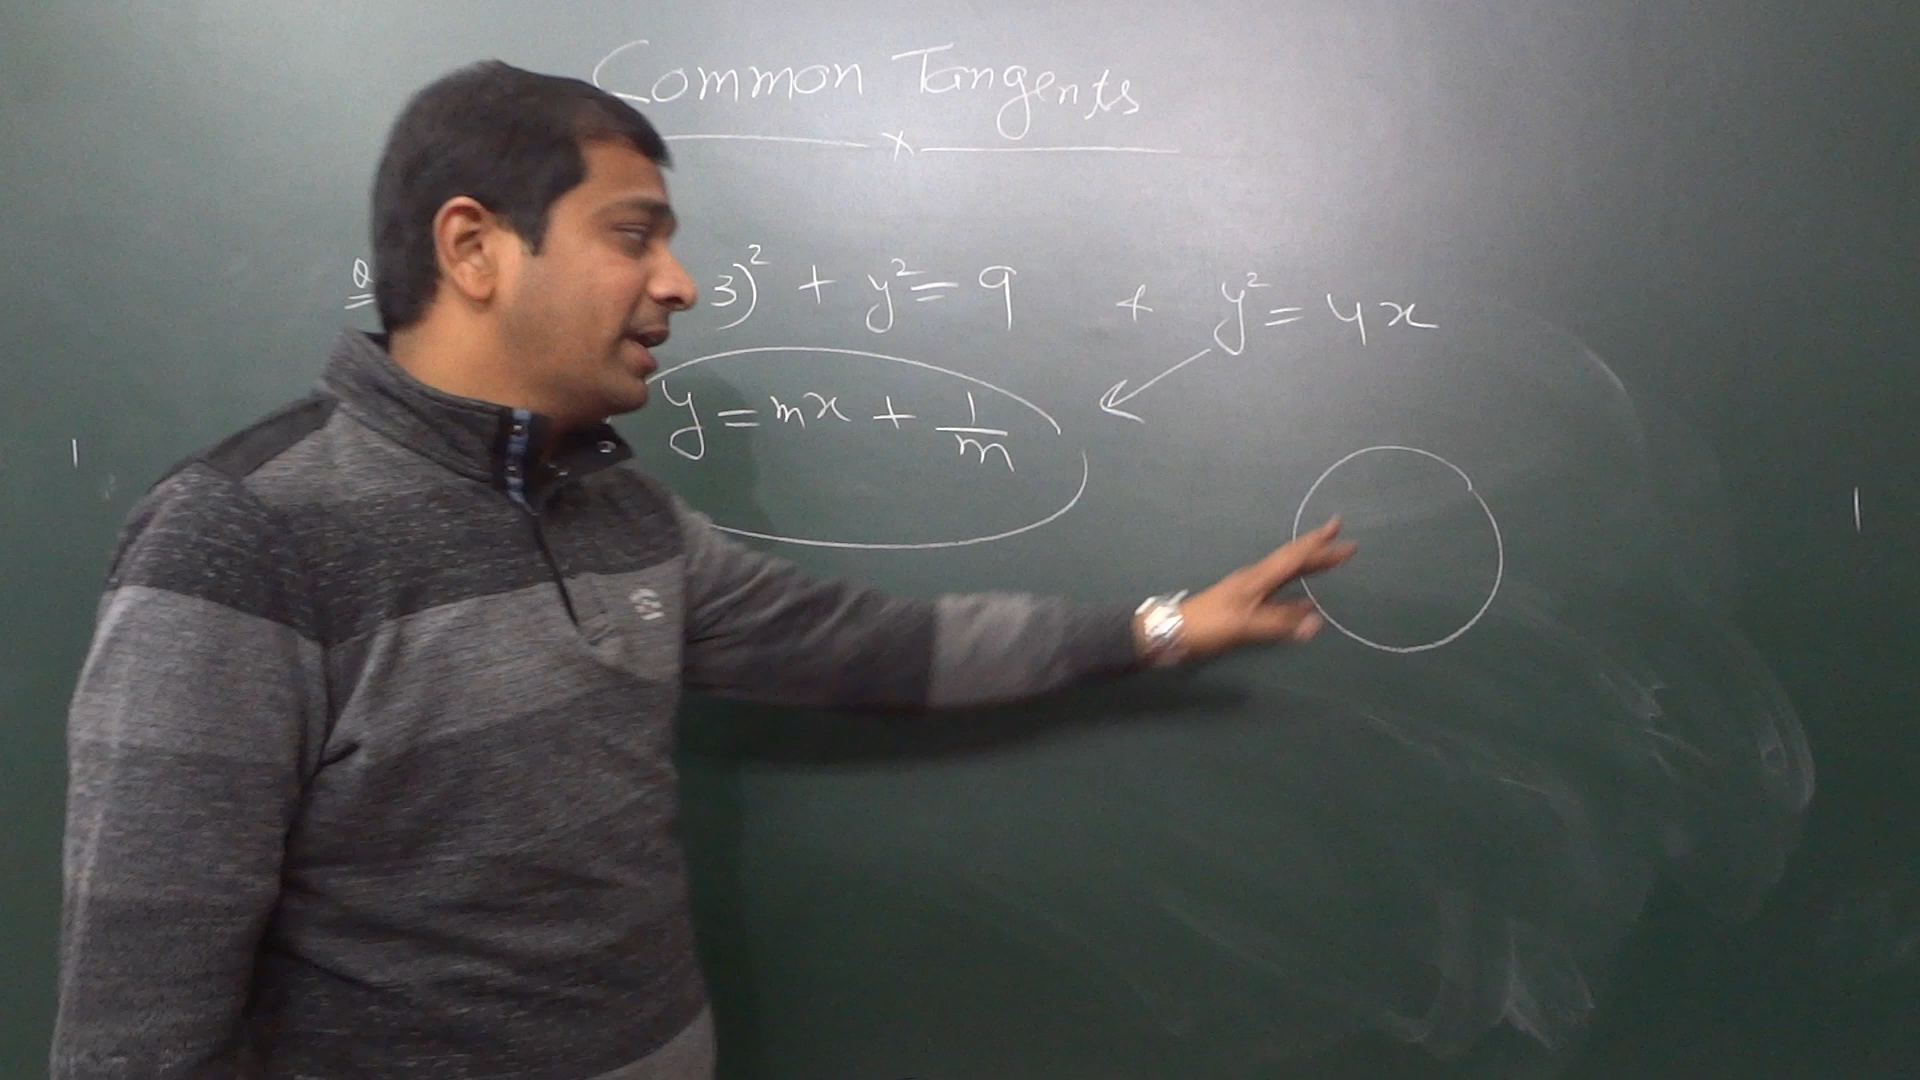 Common Tangents
Q 3)² + y² = 9 & y² = 4x
y = mx + 1/m